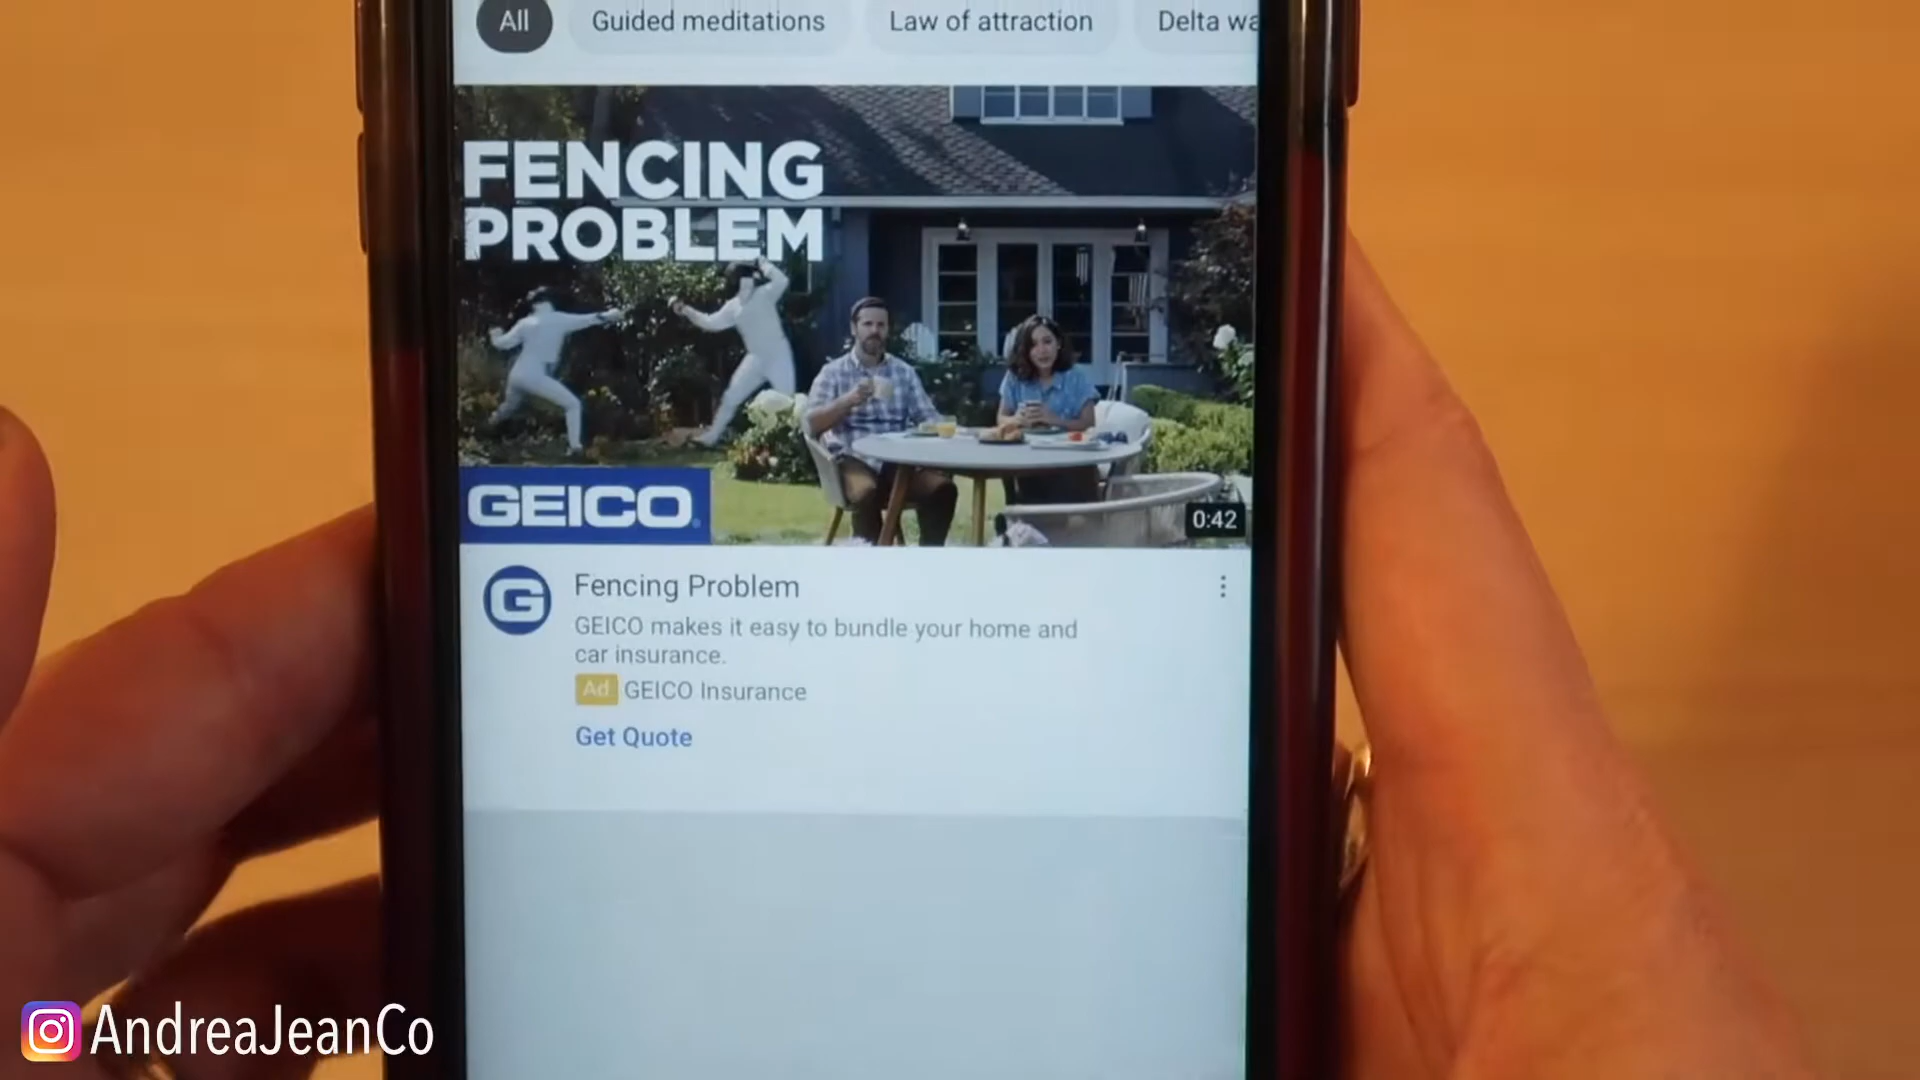 All Guided meditations Law of attraction Delta wa
FENCING
PROBLEM
GEICO
0:42
G Fencing Problem
GEICO makes it easy to bundle your home and
car insurance.
Ad GEICO Insurance
Get Quote
AndreaJeanCo